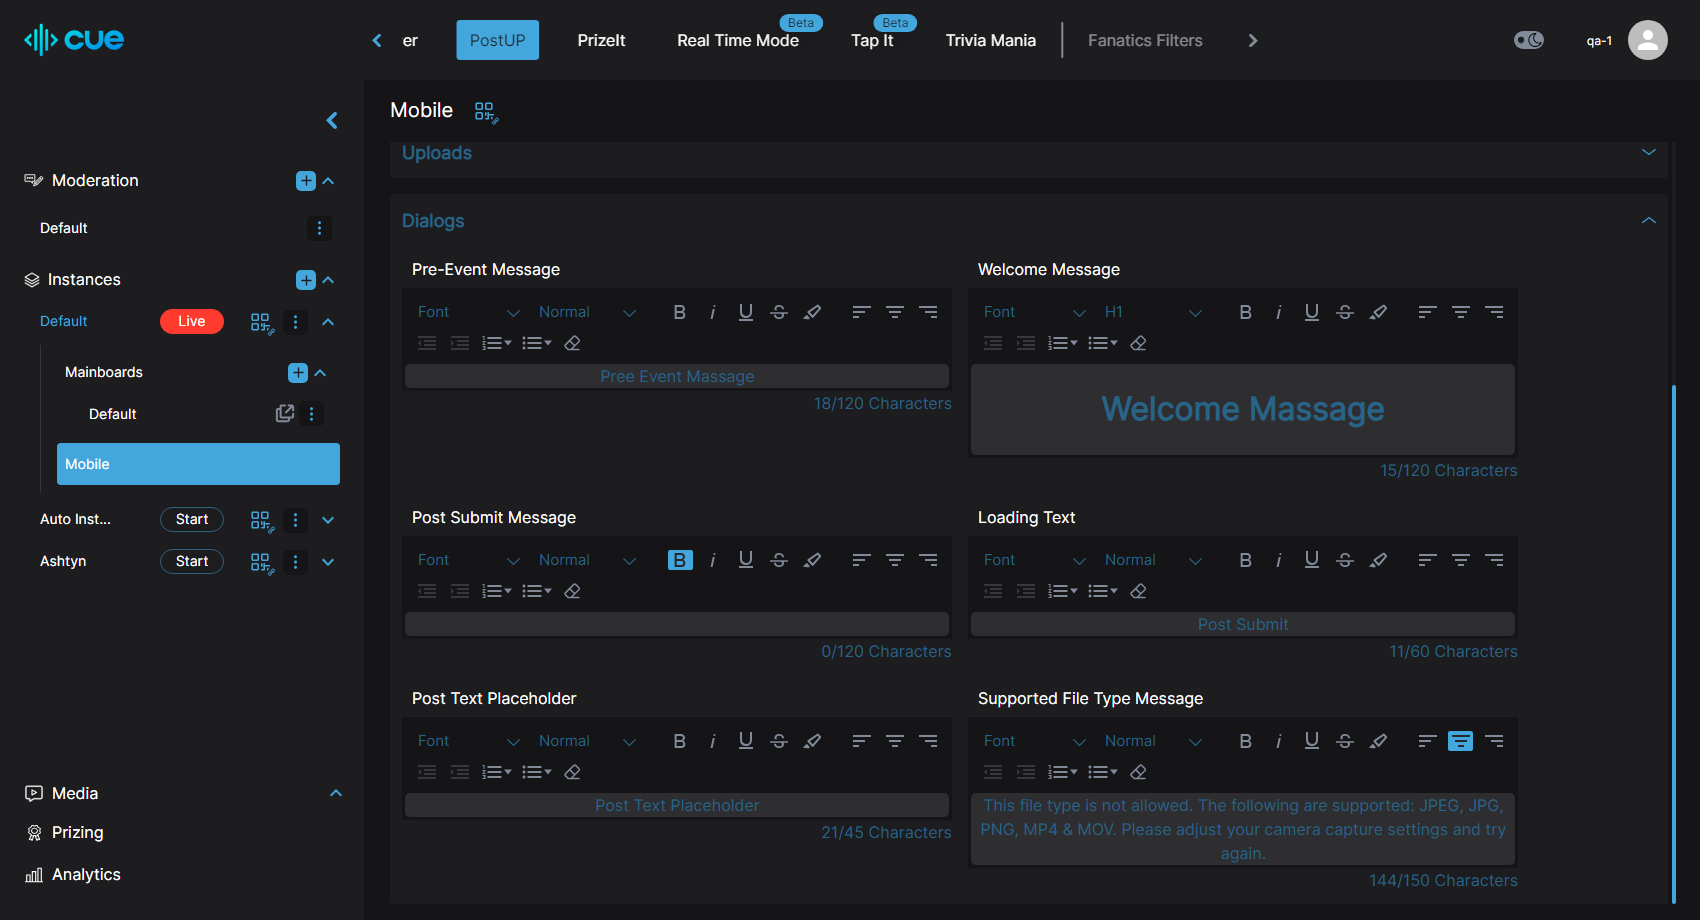 cue
er
PostUP
PrizeIt
Real Time Mode
Beta
Tap It
Beta
Trivia Mania
Fanatics Filters
qa-1
Moderation
Default
Instances
Default
Live
Mainboards
Default
Mobile
Auto Inst...
Start
Ashtyn
Start
Media
Prizing
Analytics
Mobile
Uploads
Dialogs
Pre-Event Message
Font
Normal
Pree Event Massage
18/120 Characters
Welcome Message
Font
H1
Welcome Massage
15/120 Characters
Post Submit Message
Font
Normal
0/120 Characters
Loading Text
Font
Normal
Post Submit
11/60 Characters
Post Text Placeholder
Font
Normal
Post Text Placeholder
21/45 Characters
Supported File Type Message
Font
Normal
This file type is not allowed. The following are supported: JPEG, JPG,
PNG, MP4 & MOV. Please adjust your camera capture settings and try
again.
144/150 Characters